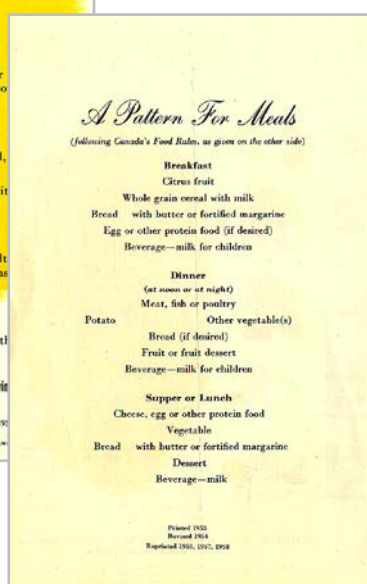 A Pattern For Meals
(following Canada's Food Rules, as given on the other side)
Breakfast
Citrus fruit
Whole grain cereal with milk
Bread with butter or fortified margarine
Egg or other protein food (if desired)
Beverage—milk for children
Dinner
(at noon or at night)
Meat, fish or poultry
Potato Other vegetable(s)
Bread (if desired)
Fruit or fruit dessert
Beverage—milk for children
Supper or Lunch
Cheese, egg or other protein food
Vegetable
Bread with butter or fortified margarine
Dessert
Beverage—milk
Printed 1953
Revised 1954
Reprinted 1955, 1957, 1958